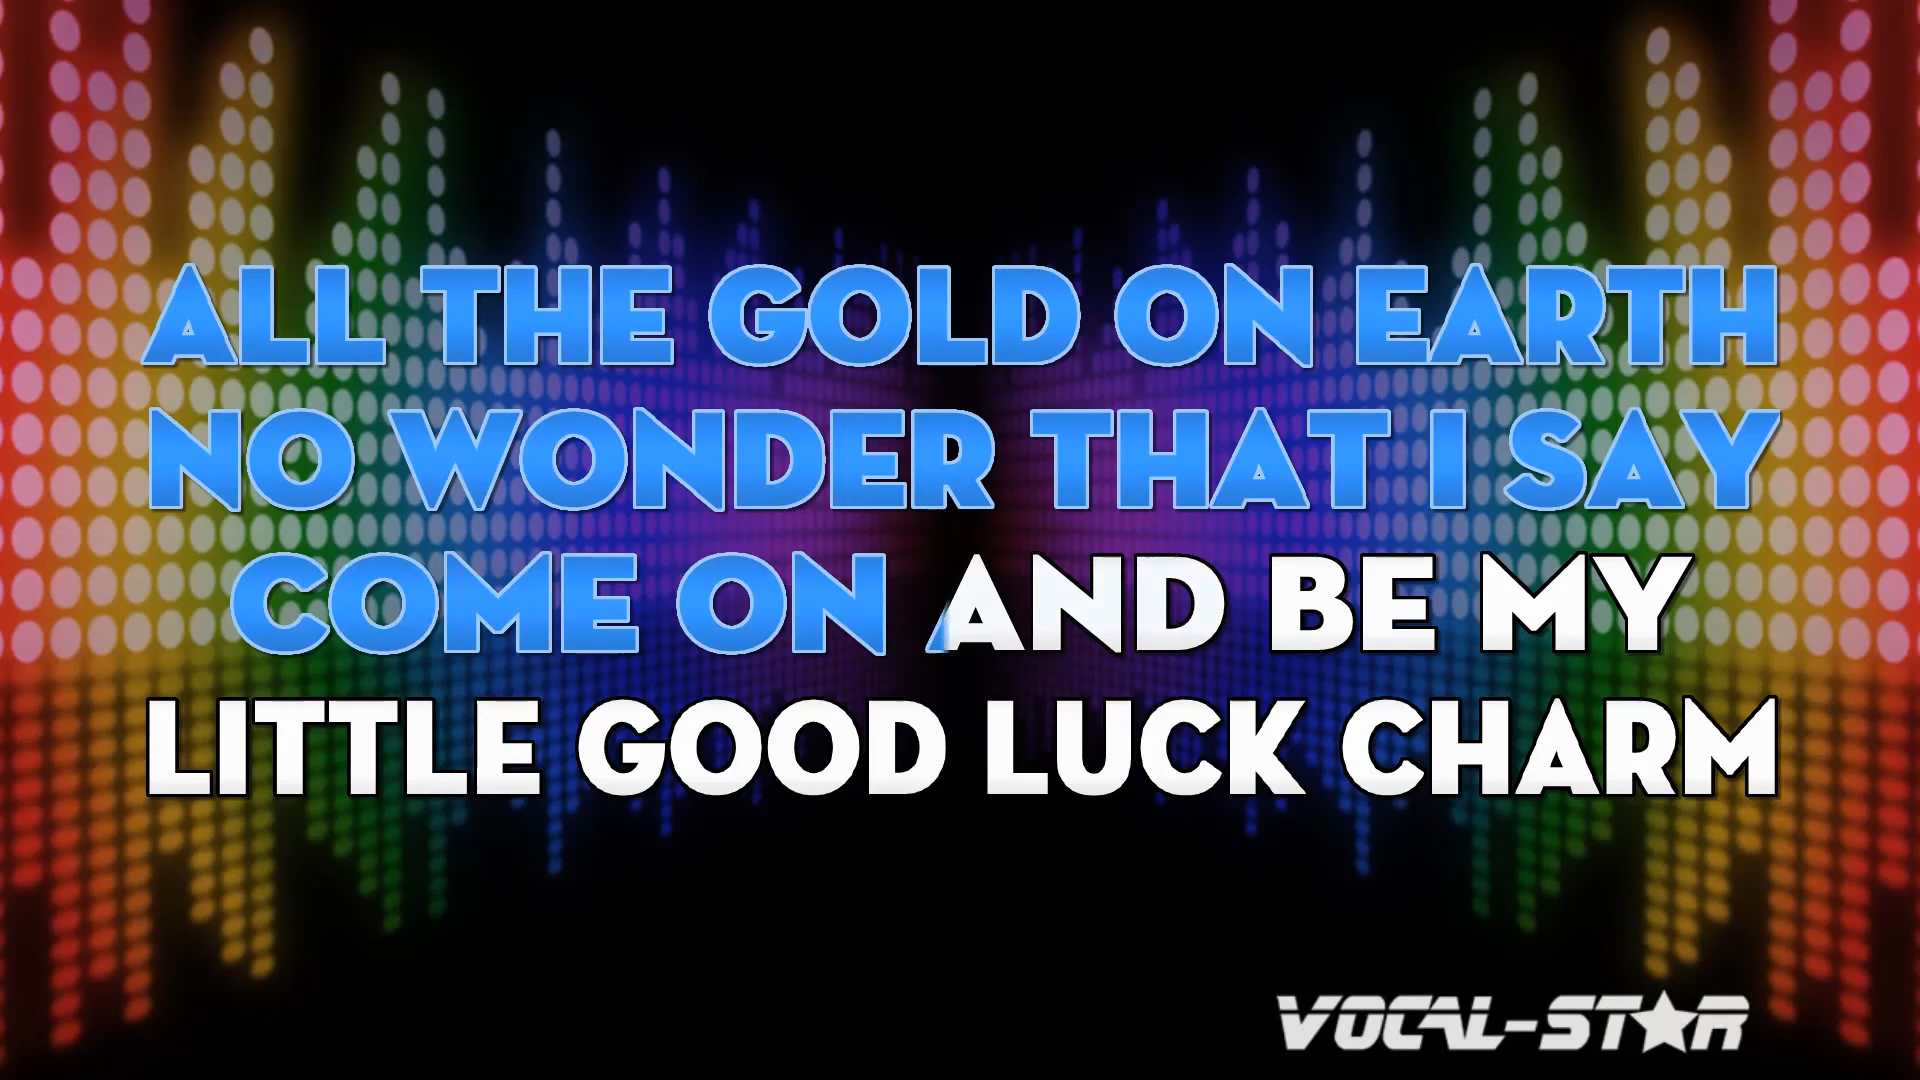 ALL THE GOLD ON EARTH
NO WONDER THAT I SAY
COME ON AND BE MY
LITTLE GOOD LUCK CHARM
VOCAL-STAR